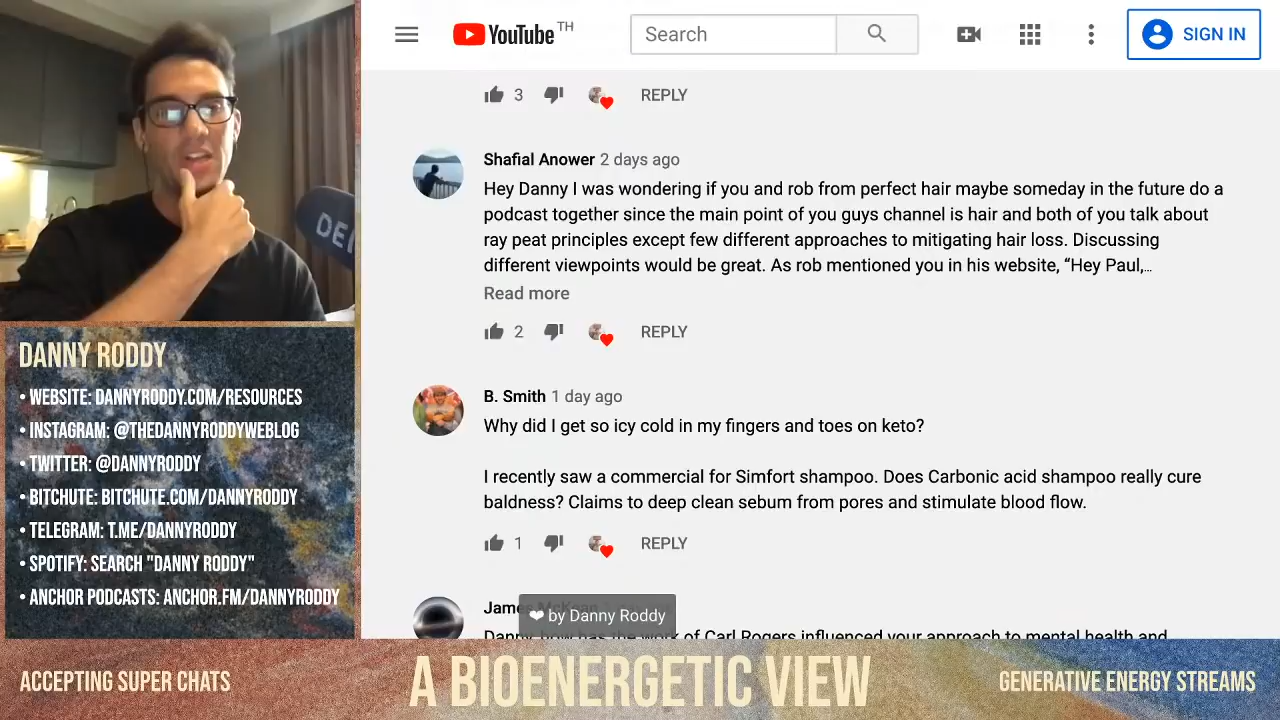 DEI
DANNY RODDY
• WEBSITE: DANNYRODDY.COM/RESOURCES
• INSTAGRAM: @THEDANNYRODDYWEBLOG
• TWITTER: @DANNYRODDY
• BITCHUTE: BITCHUTE.COM/DANNYRODDY
• TELEGRAM: T.ME/DANNYRODDY
• SPOTIFY: SEARCH "DANNY RODDY"
• ANCHOR PODCASTS: ANCHOR.FM/DANNYRODDY
YouTube TH
Search
SIGN IN
3 REPLY
Shafial Anower 2 days ago
Hey Danny I was wondering if you and rob from perfect hair maybe someday in the future do a
podcast together since the main point of you guys channel is hair and both of you talk about
ray peat principles except few different approaches to mitigating hair loss. Discussing
different viewpoints would be great. As rob mentioned you in his website, “Hey Paul,...
Read more
2 REPLY
B. Smith 1 day ago
Why did I get so icy cold in my fingers and toes on keto?
I recently saw a commercial for Simfort shampoo. Does Carbonic acid shampoo really cure
baldness? Claims to deep clean sebum from pores and stimulate blood flow.
1 REPLY
James
❤ by Danny Roddy
Danny how has the work of Carl Rogers influenced your approach to mental health and
ACCEPTING SUPER CHATS
A BIOENERGETIC VIEW
GENERATIVE ENERGY STREAMS